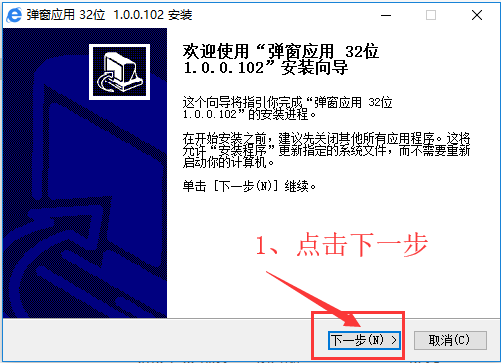 弹窗应用 32位 1.0.0.102 安装
欢迎使用“弹窗应用 32位
1.0.0.102”安装向导
这个向导将指引你完成“弹窗应用 32位
1.0.0.102”的安装进程。
在开始安装之前，建议先关闭其他所有应用程序。这将
允许“安装程序”更新指定的系统文件，而不需要重新
启动你的计算机。
单击 [下一步(N)] 继续。
1、点击下一步
下一步(N) >
取消(C)